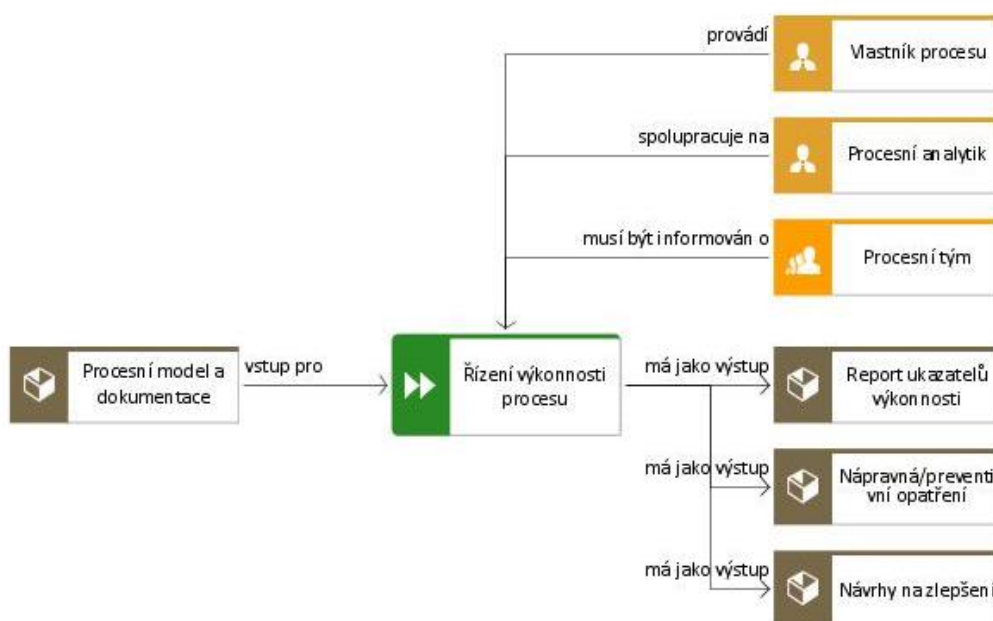 provádí
Vlastník procesu
spolupracuje na
Procesní analytik
musí být informován o
Procesní tým
Procesní model a
dokumentace
vstup pro
Řízení výkonnosti
procesu
má jako výstup
Report ukazatelů
výkonnosti
má jako výstup
Nápravná/preventi
vní opatření
má jako výstup
Návrhy na zlepšení